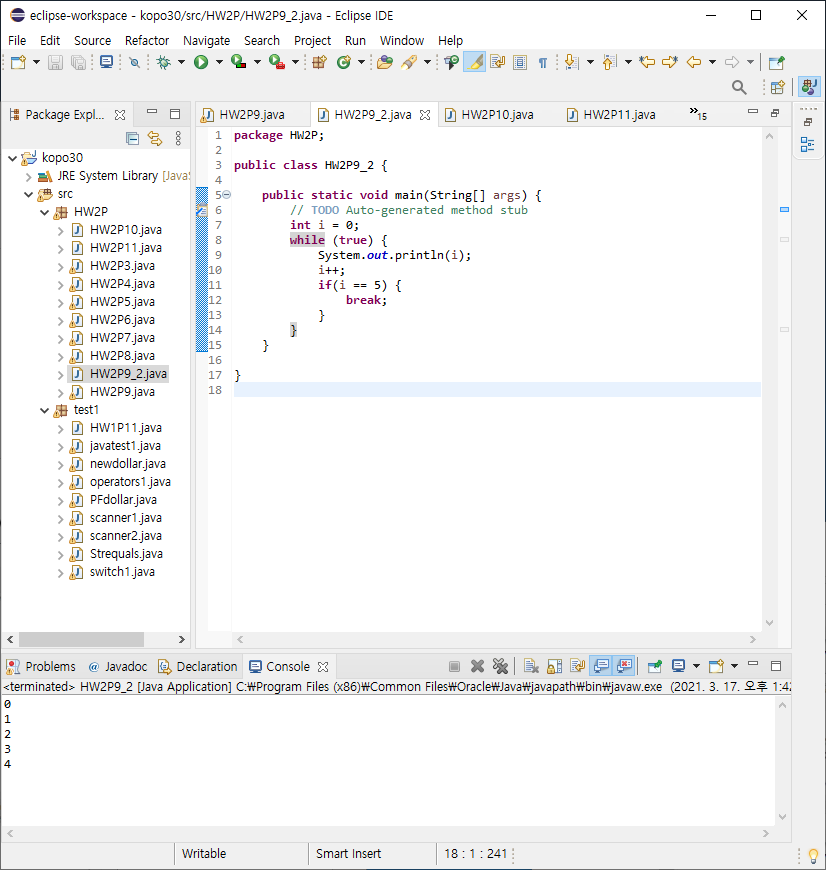 eclipse-workspace - kopo30/src/HW2P/HW2P9_2.java - Eclipse IDE
File Edit Source Refactor Navigate Search Project Run Window Help
Package Expl...
HW2P9.java HW2P9_2.java HW2P10.java HW2P11.java »15
kopo30
JRE System Library [Java
src
HW2P
HW2P10.java
HW2P11.java
HW2P3.java
HW2P4.java
HW2P5.java
HW2P6.java
HW2P7.java
HW2P8.java
HW2P9_2.java
HW2P9.java
test1
HW1P11.java
javatest1.java
newdollar.java
operators1.java
PFdollar.java
scanner1.java
scanner2.java
Strequals.java
switch1.java
1 package HW2P;
2
3 public class HW2P9_2 {
4
5 public static void main(String[] args) {
6 // TODO Auto-generated method stub
7 int i = 0;
8 while (true) {
9 System.out.println(i);
10 i++;
11 if(i == 5) {
12 break;
13 }
14 }
15 }
16
17 }
18
Problems @ Javadoc Declaration Console
<terminated> HW2P9_2 [Java Application] C:₩Program Files (x86)₩Common Files₩Oracle₩Java₩javapath₩bin₩javaw.exe (2021. 3. 17. 오후 1:42
0
1
2
3
4
Writable Smart Insert 18 : 1 : 241